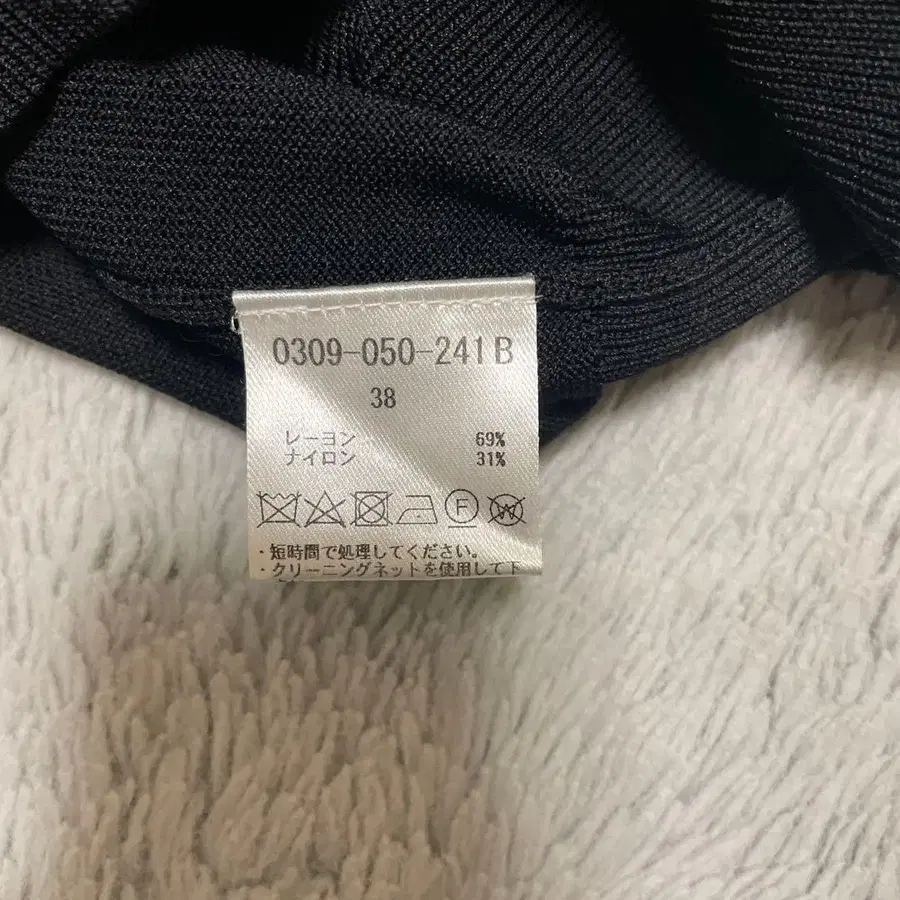 0309-050-241B
38
レーヨン 69%
ナイロン 31%
F W
・短時間で処理してください。
・クリーニングネットを使用して下